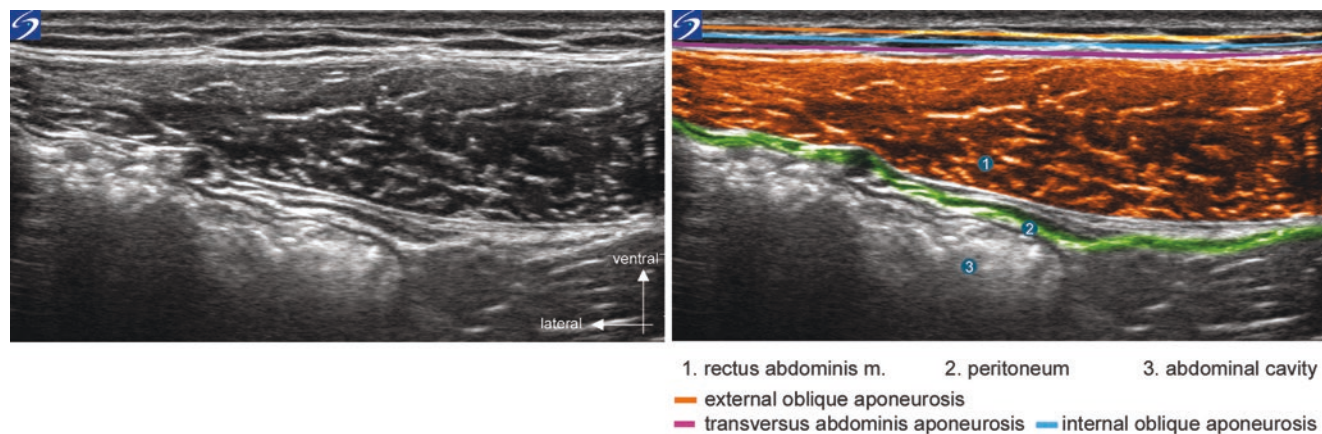 ventral
lateral
1
2
3
1. rectus abdominis m. 2. peritoneum 3. abdominal cavity
external oblique aponeurosis
transversus abdominis aponeurosis internal oblique aponeurosis